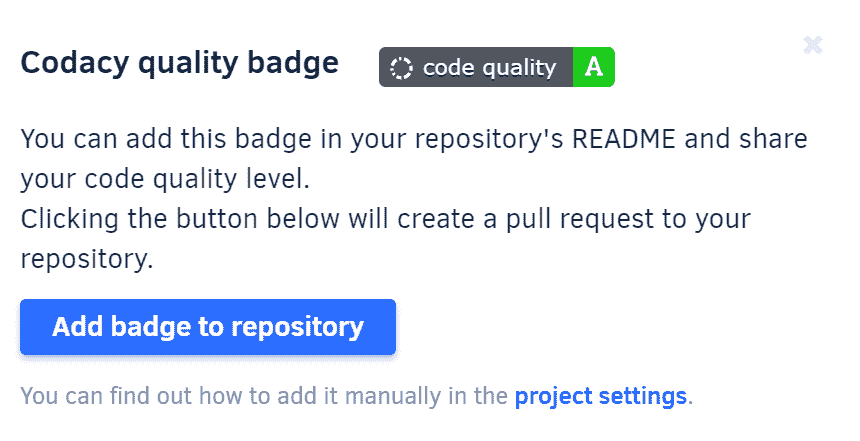 Codacy quality badge code quality A
You can add this badge in your repository's README and share
your code quality level.
Clicking the button below will create a pull request to your
repository.
Add badge to repository
You can find out how to add it manually in the project settings.